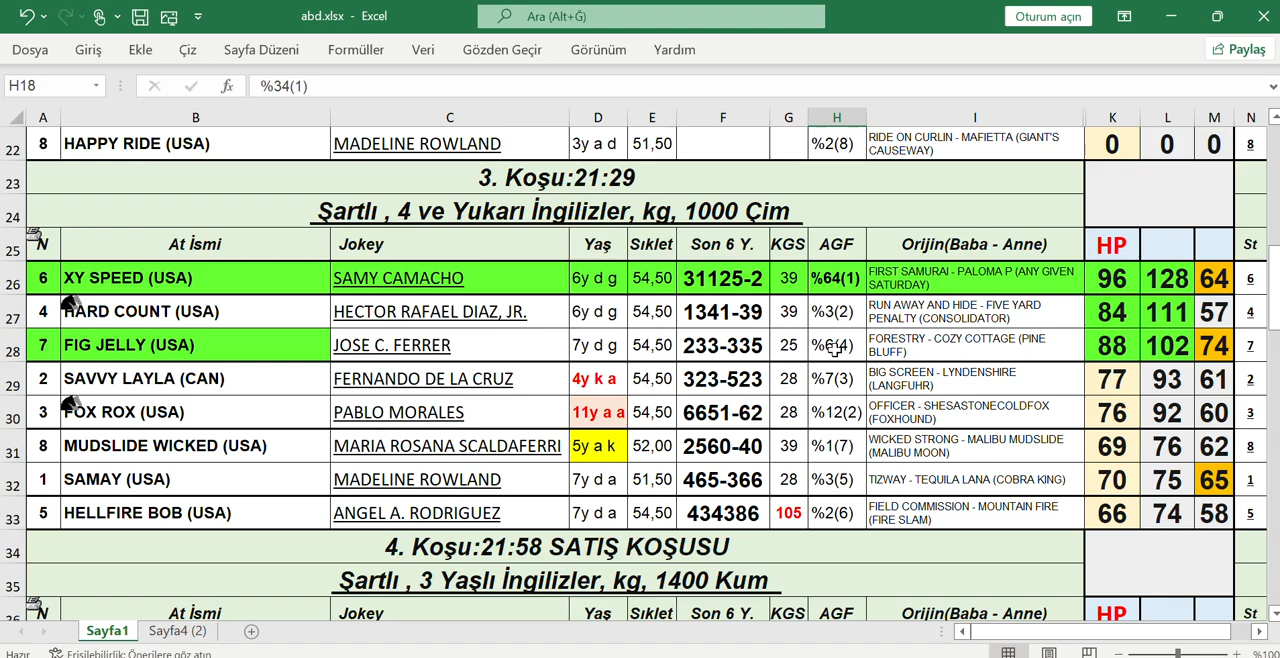 abd.xlsx - Excel
Ara (Alt+Ğ)
Oturum açın
Dosya Giriş Ekle Çiz Sayfa Düzeni Formüller Veri Gözden Geçir Görünüm Yardım Paylaş
H18 fx %34(1)
A B C D E F G H I K L M N
22 8 HAPPY RIDE (USA) MADELINE ROWLAND 3y a d 51,50 %2(8) RIDE ON CURLIN - MAFIETTA (GIANT'S CAUSEWAY) 0 0 0 8
23 3. Koşu:21:29
24 Şartlı , 4 ve Yukarı İngilizler, kg, 1000 Çim
25 N At İsmi Jokey Yaş Sıklet Son 6 Y. KGS AGF Orijin(Baba - Anne) HP St
26 6 XY SPEED (USA) SAMY CAMACHO 6y d g 54,50 31125-2 39 %64(1) FIRST SAMURAI - PALOMA P (ANY GIVEN SATURDAY) 96 128 64 6
27 4 HARD COUNT (USA) HECTOR RAFAEL DIAZ, JR. 6y d g 54,50 1341-39 39 %3(2) RUN AWAY AND HIDE - FIVE YARD PENALTY (CONSOLIDATOR) 84 111 57 4
28 7 FIG JELLY (USA) JOSE C. FERRER 7y d g 54,50 233-335 25 %6(4) FORESTRY - COZY COTTAGE (PINE BLUFF) 88 102 74 7
29 2 SAVVY LAYLA (CAN) FERNANDO DE LA CRUZ 4y k a 54,50 323-523 28 %7(3) BIG SCREEN - LYNDENSHIRE (LANGFUHR) 77 93 61 2
30 3 FOX ROX (USA) PABLO MORALES 11y a a 54,50 6651-62 28 %12(2) OFFICER - SHESASTONECOLDFOX (FOXHOUND) 76 92 60 3
31 8 MUDSLIDE WICKED (USA) MARIA ROSANA SCALDAFERRI 5y a k 52,00 2560-40 39 %1(7) WICKED STRONG - MALIBU MUDSLIDE (MALIBU MOON) 69 76 62 8
32 1 SAMAY (USA) MADELINE ROWLAND 7y d a 51,50 465-366 28 %3(5) TIZWAY - TEQUILA LANA (COBRA KING) 70 75 65 1
33 5 HELLFIRE BOB (USA) ANGEL A. RODRIGUEZ 7y d a 54,50 434386 105 %2(6) FIELD COMMISSION - MOUNTAIN FIRE (FIRE SLAM) 66 74 58 5
34 4. Koşu:21:58 SATIŞ KOŞUSU
35 Şartlı , 3 Yaşlı İngilizler, kg, 1400 Kum
N At İsmi Jokey Yaş Sıklet Son 6 Y. KGS AGF Orijin(Baba - Anne) HP St
Sayfa1 Sayfa4 (2)
Hazır Erişilebilirlik: Önerilere göz atın %100